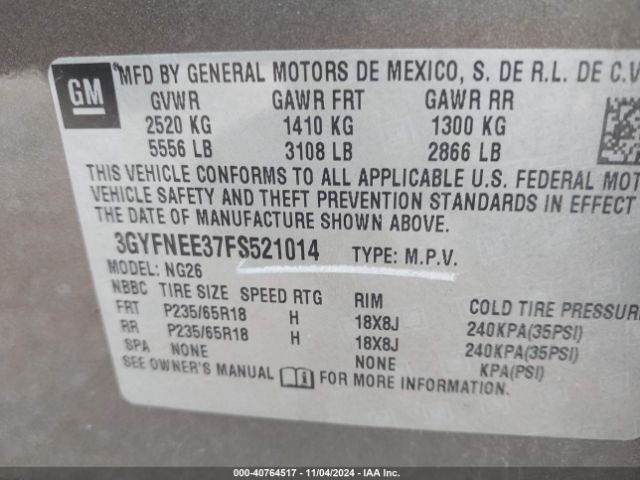 GM
MFD BY GENERAL MOTORS DE MEXICO, S. DE R.L. DE C.V
GVWR GAWR FRT GAWR RR
2520 KG 1410 KG 1300 KG
5556 LB 3108 LB 2866 LB
THIS VEHICLE CONFORMS TO ALL APPLICABLE U.S. FEDERAL MOT
VEHICLE SAFETY AND THEFT PREVENTION STANDARDS IN EFFECT
THE DATE OF MANUFACTURE SHOWN ABOVE.
3GYFNEE37FS521014 TYPE: M.P.V.
MODEL: NG26
NBBC TIRE SIZE SPEED RTG RIM COLD TIRE PRESSUR
FRT P235/65R18 H 18X8J 240KPA(35PSI)
RR P235/65R18 H 18X8J 240KPA(35PSI)
SPA NONE NONE KPA(PSI)
SEE OWNER'S MANUAL FOR MORE INFORMATION.
000-40764517 - 11/04/2024 - IAA Inc.